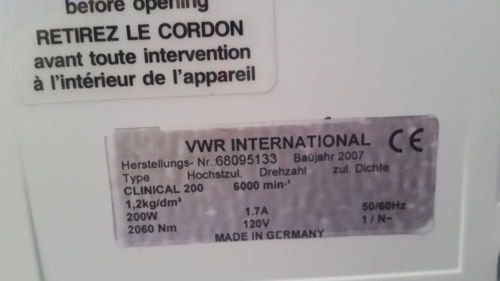 before opening
RETIREZ LE CORDON
avant toute intervention
à l'intérieur de l'appareil
VWR INTERNATIONAL CE
Herstellungs- Nr.:68095133 Baüjahr 2007
Type Hochstzul. Drehzahl zul. Dichte
CLINICAL 200 6000 min-¹
1,2kg/dm³
200W 1.7A 50/60Hz
2060 Nm 120V 1/N~
MADE IN GERMANY